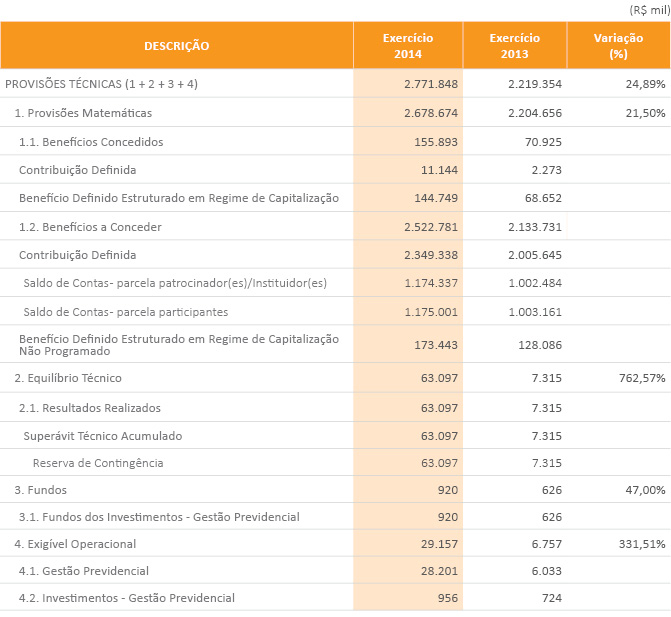 (R$ mil)
DESCRIÇÃO Exercício 2014 Exercício 2013 Variação (%)
PROVISÕES TÉCNICAS (1 + 2 + 3 + 4) 2.771.848 2.219.354 24,89%
1. Provisões Matemáticas 2.678.674 2.204.656 21,50%
1.1. Benefícios Concedidos 155.893 70.925
Contribuição Definida 11.144 2.273
Benefício Definido Estruturado em Regime de Capitalização 144.749 68.652
1.2. Benefícios a Conceder 2.522.781 2.133.731
Contribuição Definida 2.349.338 2.005.645
Saldo de Contas- parcela patrocinador(es)/Instituidor(es) 1.174.337 1.002.484
Saldo de Contas- parcela participantes 1.175.001 1.003.161
Benefício Definido Estruturado em Regime de Capitalização
Não Programado 173.443 128.086
2. Equilíbrio Técnico 63.097 7.315 762,57%
2.1. Resultados Realizados 63.097 7.315
Superávit Técnico Acumulado 63.097 7.315
Reserva de Contingência 63.097 7.315
3. Fundos 920 626 47,00%
3.1. Fundos dos Investimentos - Gestão Previdencial 920 626
4. Exigível Operacional 29.157 6.757 331,51%
4.1. Gestão Previdencial 28.201 6.033
4.2. Investimentos - Gestão Previdencial 956 724